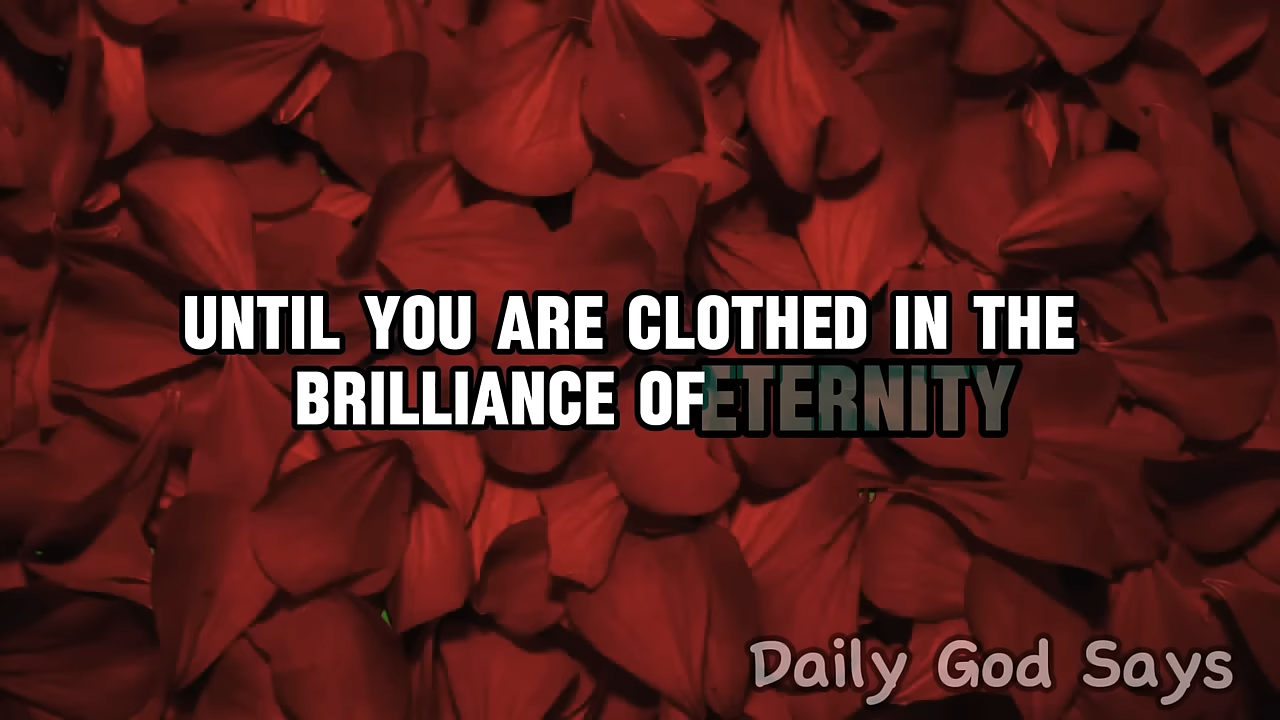 UNTIL YOU ARE CLOTHED IN THE
BRILLIANCE OF ETERNITY
Daily God Says